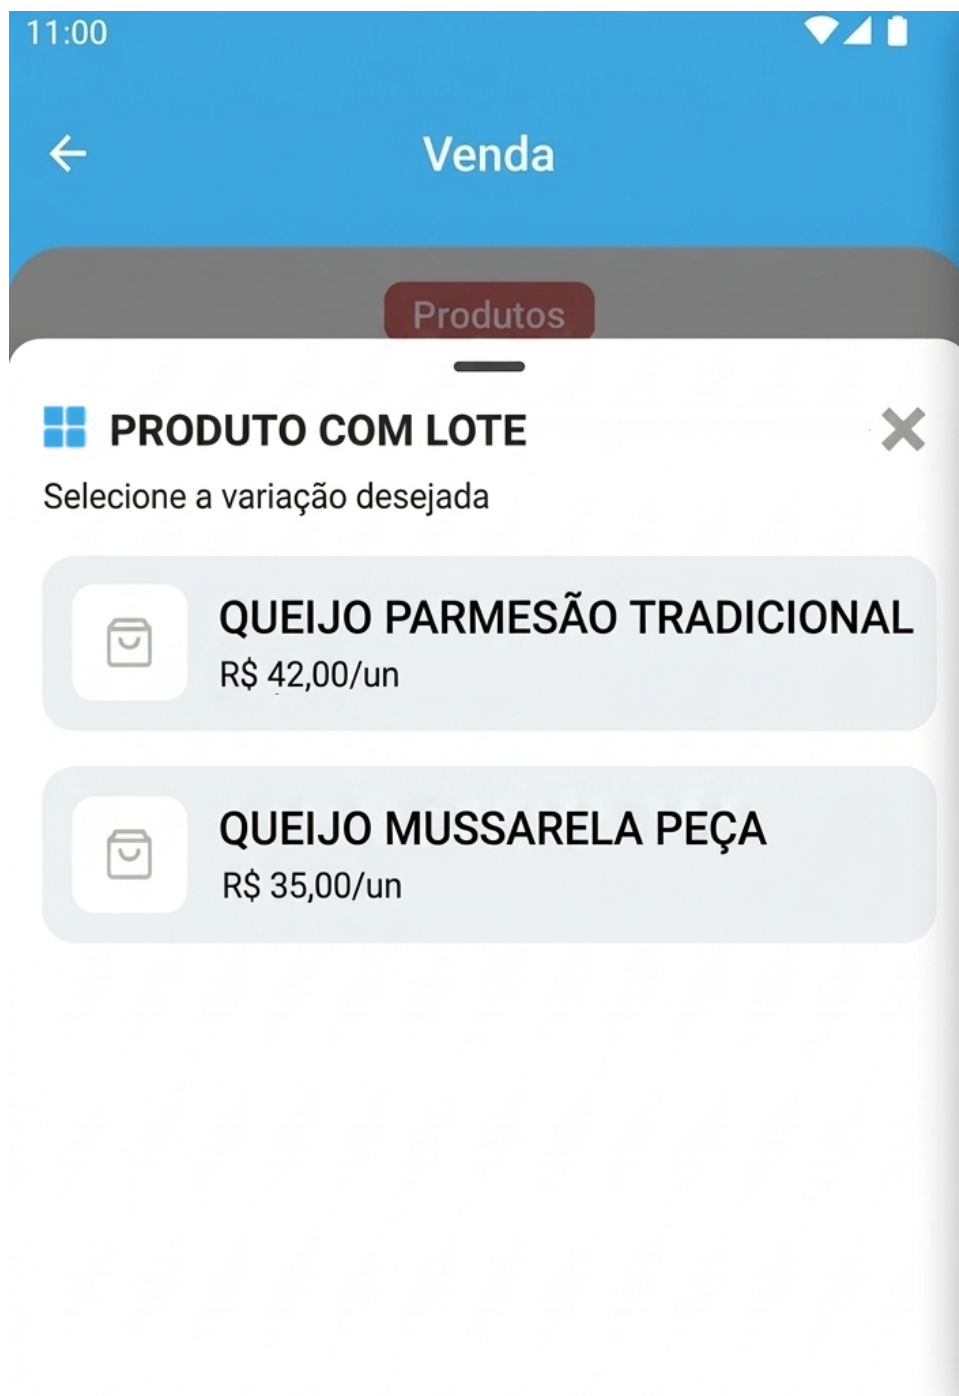 11:00
Venda
Produtos
PRODUTO COM LOTE
Selecione a variação desejada
QUEIJO PARMESÃO TRADICIONAL
R$ 42,00/un
QUEIJO MUSSARELA PEÇA
R$ 35,00/un